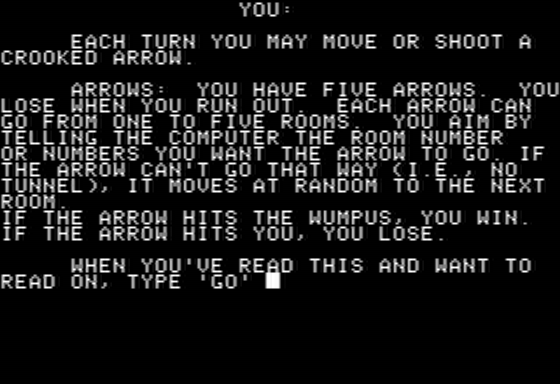 YOU:
EACH TURN YOU MAY MOVE OR SHOOT A
CROOKED ARROW.
ARROWS: YOU HAVE FIVE ARROWS. YOU
LOSE WHEN YOU RUN OUT. EACH ARROW CAN
GO FROM ONE TO FIVE ROOMS. YOU AIM BY
TELLING THE COMPUTER THE ROOM NUMBER
OR NUMBERS YOU WANT THE ARROW TO GO. IF
THE ARROW CAN'T GO THAT WAY (I.E., NO
TUNNEL), IT MOVES AT RANDOM TO THE NEXT
ROOM.
IF THE ARROW HITS THE WUMPUS, YOU WIN.
IF THE ARROW HITS YOU, YOU LOSE.
WHEN YOU'VE READ THIS AND WANT TO
READ ON, TYPE 'GO'